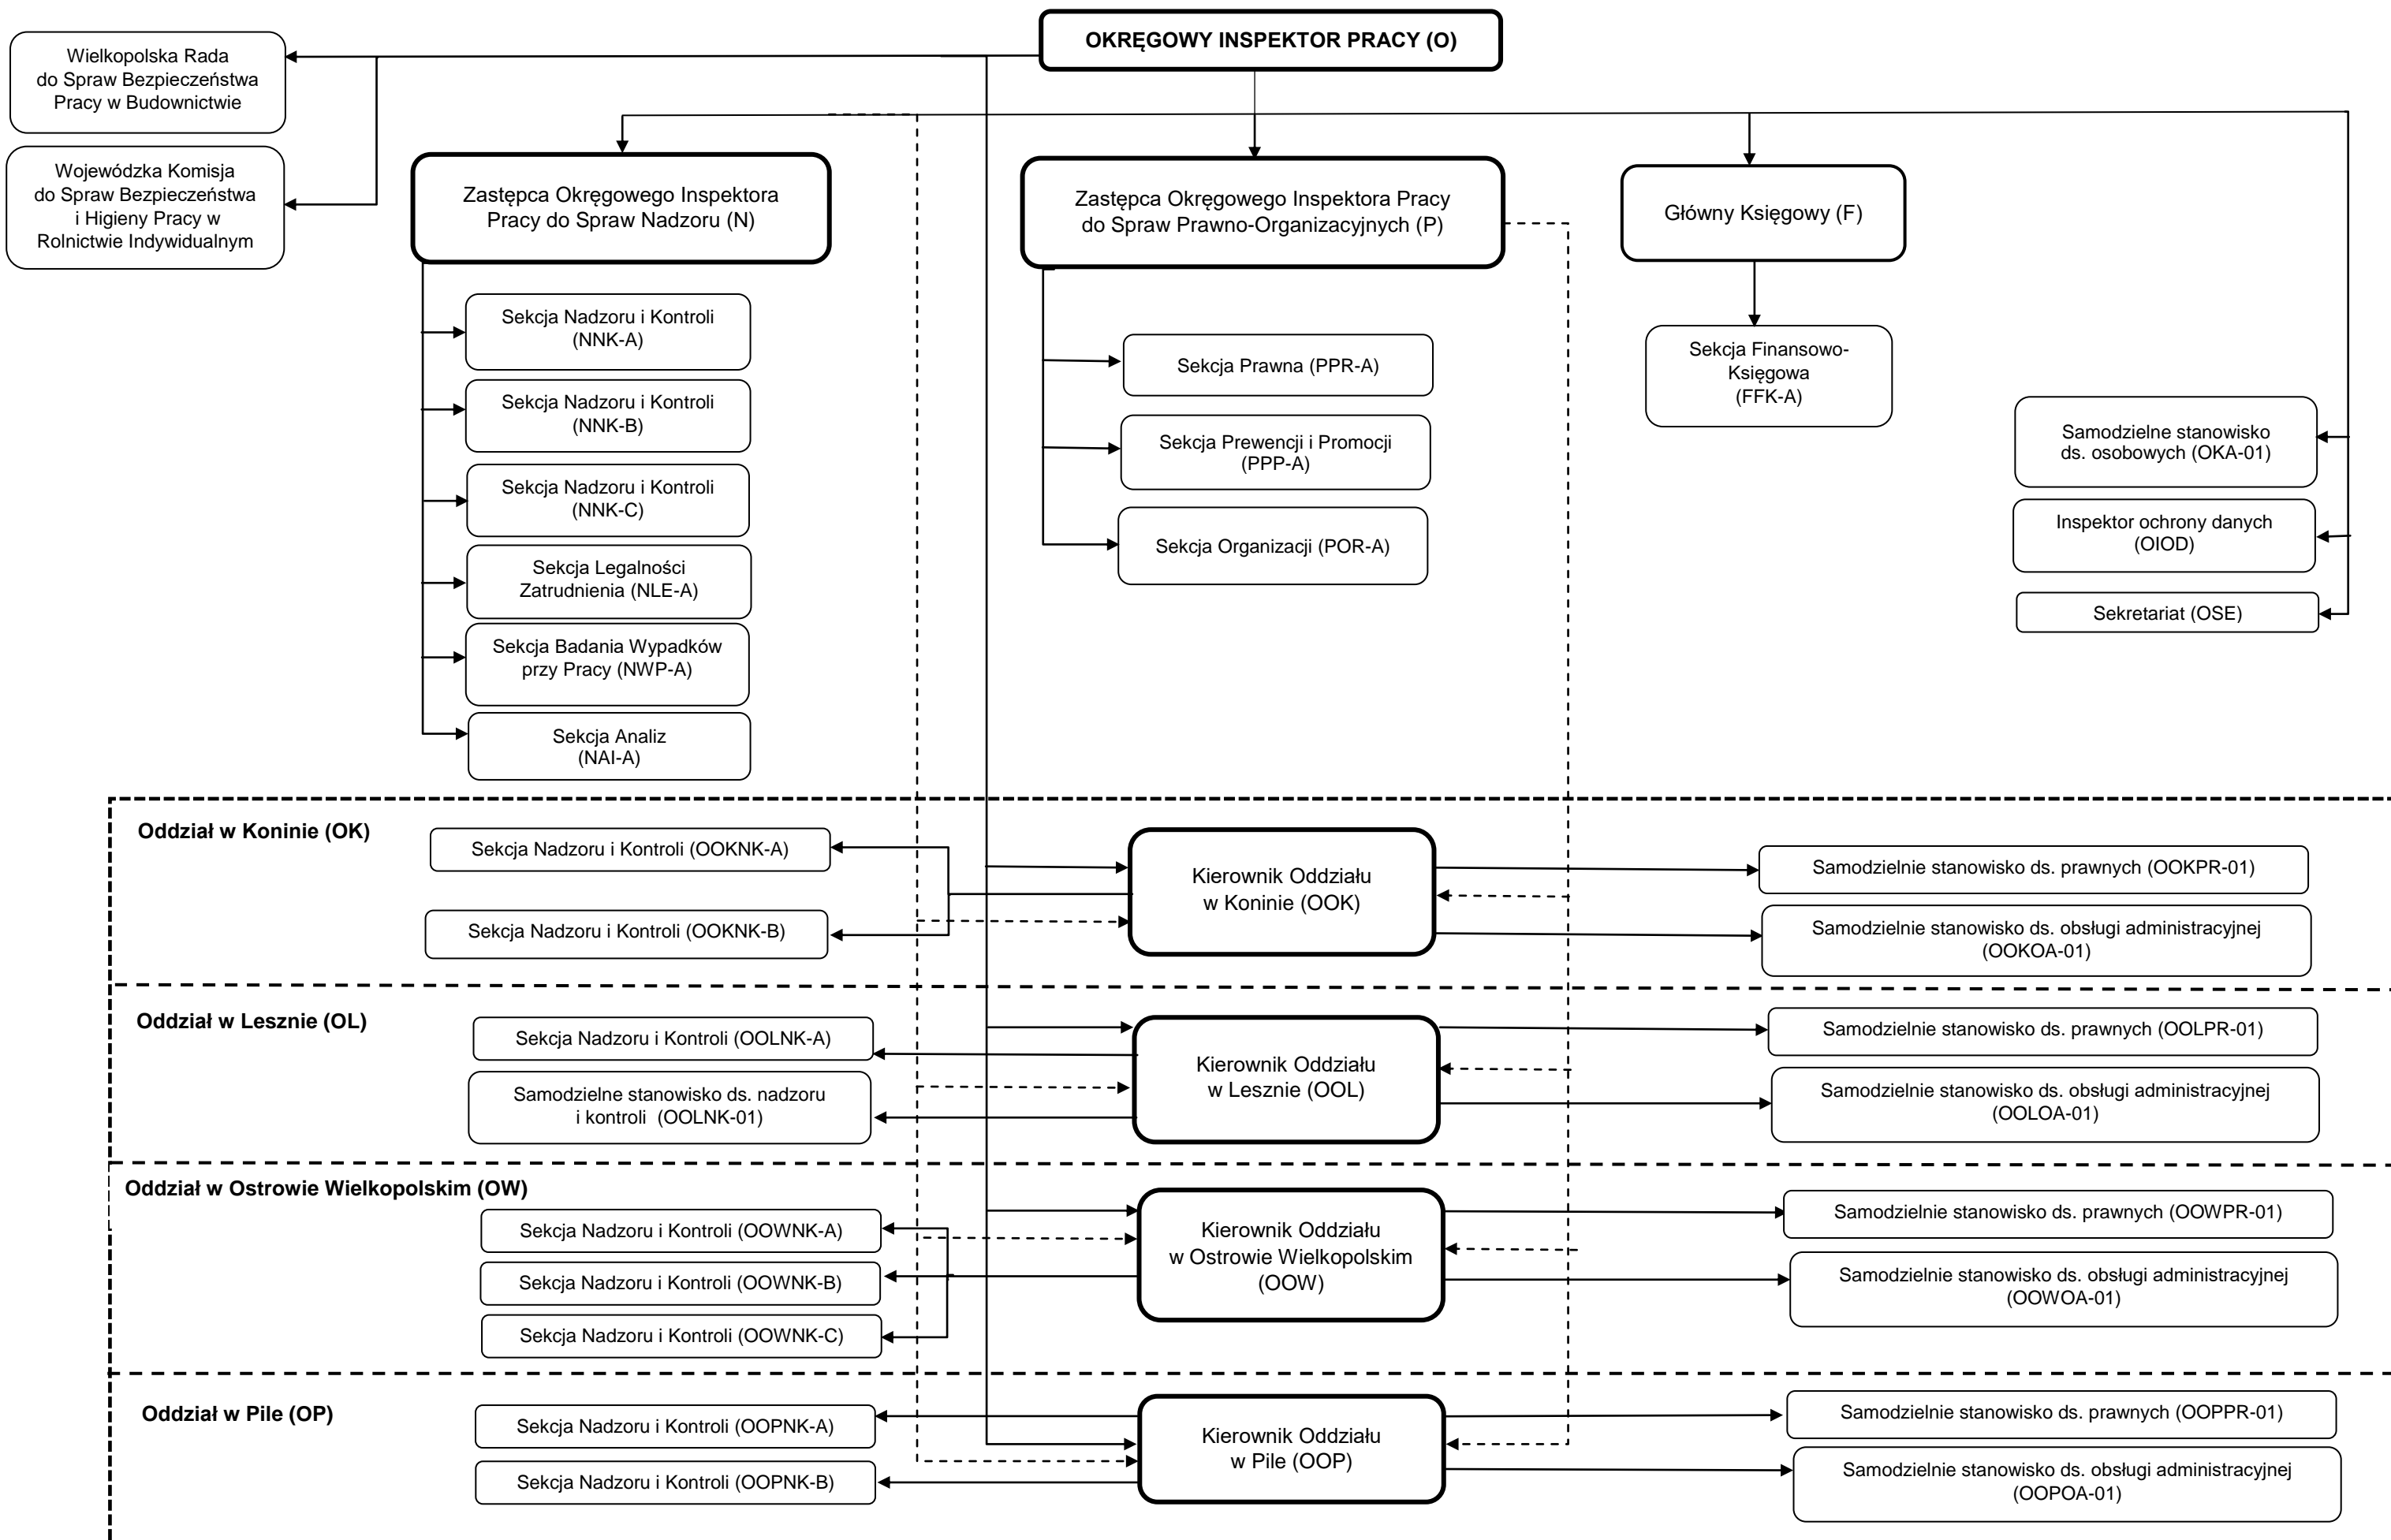 OKRĘGOWY INSPEKTOR PRACY (O)
Wielkopolska Rada
do Spraw Bezpieczeństwa
Pracy w Budownictwie
Wojewódzka Komisja
do Spraw Bezpieczeństwa
i Higieny Pracy w
Rolnictwie Indywidualnym
Zastępca Okręgowego Inspektora
Pracy do Spraw Nadzoru (N)
Zastępca Okręgowego Inspektora Pracy
do Spraw Prawno-Organizacyjnych (P)
Główny Księgowy (F)
Sekcja Nadzoru i Kontroli
(NNK-A)
Sekcja Nadzoru i Kontroli
(NNK-B)
Sekcja Nadzoru i Kontroli
(NNK-C)
Sekcja Legalności
Zatrudnienia (NLE-A)
Sekcja Badania Wypadków
przy Pracy (NWP-A)
Sekcja Analiz
(NAI-A)
Sekcja Prawna (PPR-A)
Sekcja Prewencji i Promocji
(PPP-A)
Sekcja Organizacji (POR-A)
Sekcja Finansowo-
Księgowa
(FFK-A)
Samodzielne stanowisko
ds. osobowych (OKA-01)
Inspektor ochrony danych
(OIOD)
Sekretariat (OSE)
Oddział w Koninie (OK)
Sekcja Nadzoru i Kontroli (OOKNK-A)
Sekcja Nadzoru i Kontroli (OOKNK-B)
Kierownik Oddziału
w Koninie (OOK)
Samodzielnie stanowisko ds. prawnych (OOKPR-01)
Samodzielnie stanowisko ds. obsługi administracyjnej
(OOKOA-01)
Oddział w Lesznie (OL)
Sekcja Nadzoru i Kontroli (OOLNK-A)
Samodzielne stanowisko ds. nadzoru
i kontroli (OOLNK-01)
Kierownik Oddziału
w Lesznie (OOL)
Samodzielnie stanowisko ds. prawnych (OOLPR-01)
Samodzielnie stanowisko ds. obsługi administracyjnej
(OOLOA-01)
Oddział w Ostrowie Wielkopolskim (OW)
Sekcja Nadzoru i Kontroli (OOWNK-A)
Sekcja Nadzoru i Kontroli (OOWNK-B)
Sekcja Nadzoru i Kontroli (OOWNK-C)
Kierownik Oddziału
w Ostrowie Wielkopolskim
(OOW)
Samodzielnie stanowisko ds. prawnych (OOWPR-01)
Samodzielnie stanowisko ds. obsługi administracyjnej
(OOWOA-01)
Oddział w Pile (OP)
Sekcja Nadzoru i Kontroli (OOPNK-A)
Sekcja Nadzoru i Kontroli (OOPNK-B)
Kierownik Oddziału
w Pile (OOP)
Samodzielnie stanowisko ds. prawnych (OOPPR-01)
Samodzielnie stanowisko ds. obsługi administracyjnej
(OOPOA-01)